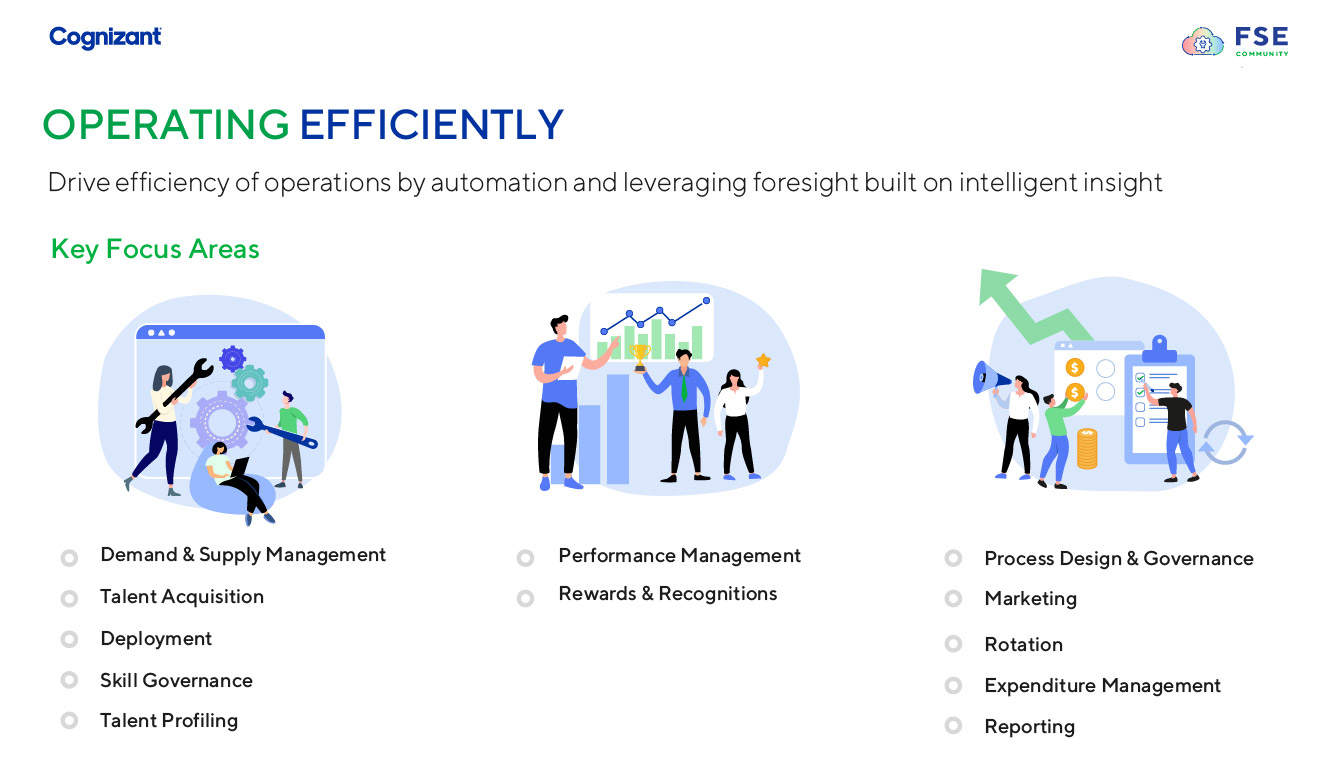 Cognizant
FSE
COMMUNITY
OPERATING EFFICIENTLY
Drive efficiency of operations by automation and leveraging foresight built on intelligent insight
Key Focus Areas
$
$
Demand & Supply Management
Talent Acquisition
Deployment
Skill Governance
Talent Profiling
Performance Management
Rewards & Recognitions
Process Design & Governance
Marketing
Rotation
Expenditure Management
Reporting